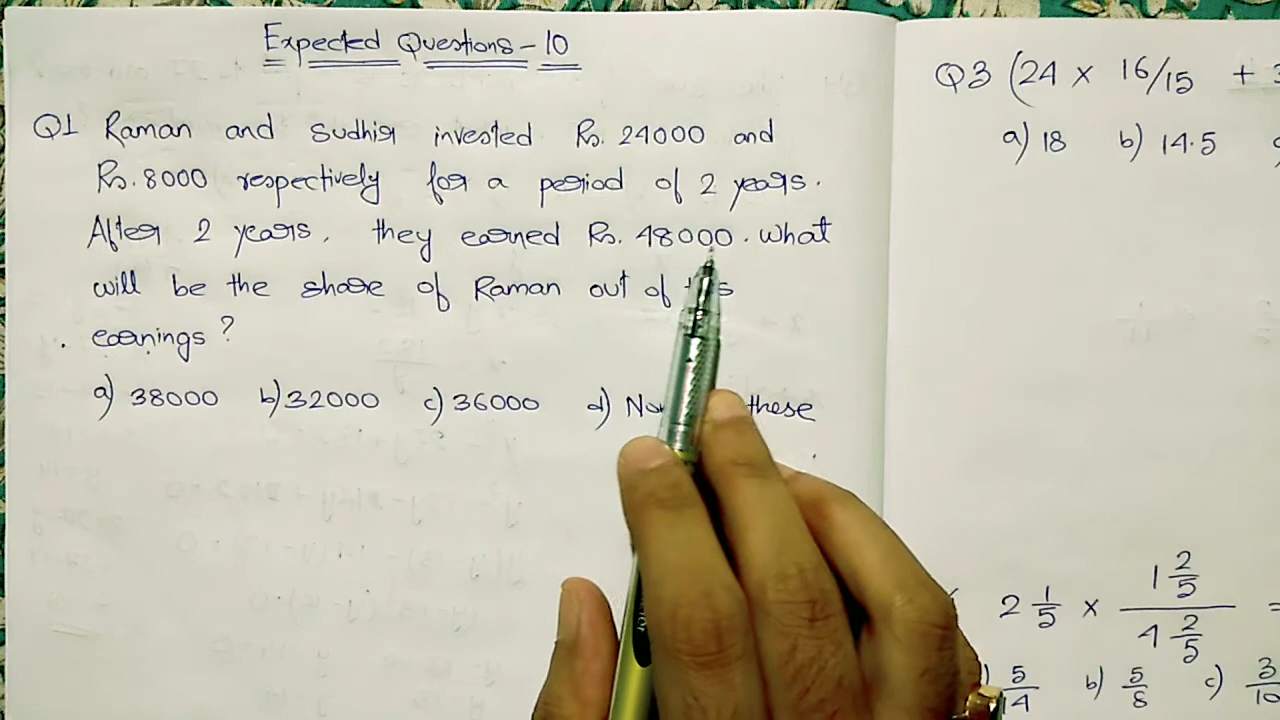 Expected Questions - 10
Q1 Raman and Sudhir invested Rs. 24000 and
Rs. 8000 respectively for a period of 2 years.
After 2 years, they earned Rs. 48000. What
will be the share of Raman out of
earnings?
a) 38000 b) 32000 c) 36000 d) these
Q3 (24 × 16/15 +
a) 18 b) 14.5
2 1/5 × (1 2/5)/(4 2/5) =
5/14 b) 5/8 c) 3/10